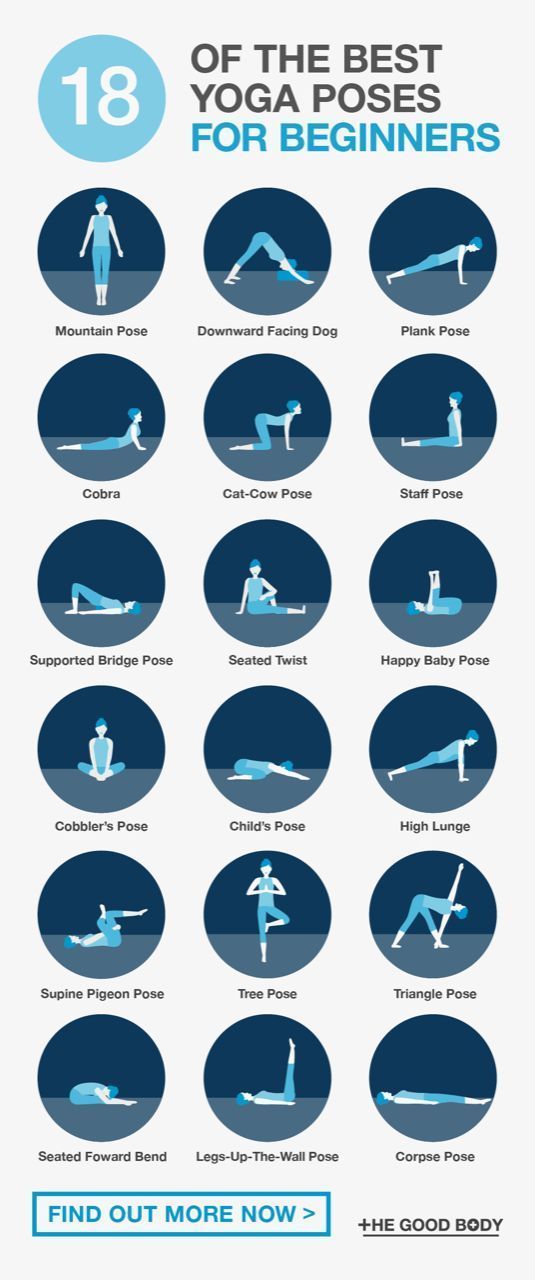 18
OF THE BEST
YOGA POSES
FOR BEGINNERS
Mountain Pose
Downward Facing Dog
Plank Pose
Cobra
Cat-Cow Pose
Staff Pose
Supported Bridge Pose
Seated Twist
Happy Baby Pose
Cobbler's Pose
Child's Pose
High Lunge
Supine Pigeon Pose
Tree Pose
Triangle Pose
Seated Foward Bend
Legs-Up-The-Wall Pose
Corpse Pose
FIND OUT MORE NOW >
THE GOOD BODY